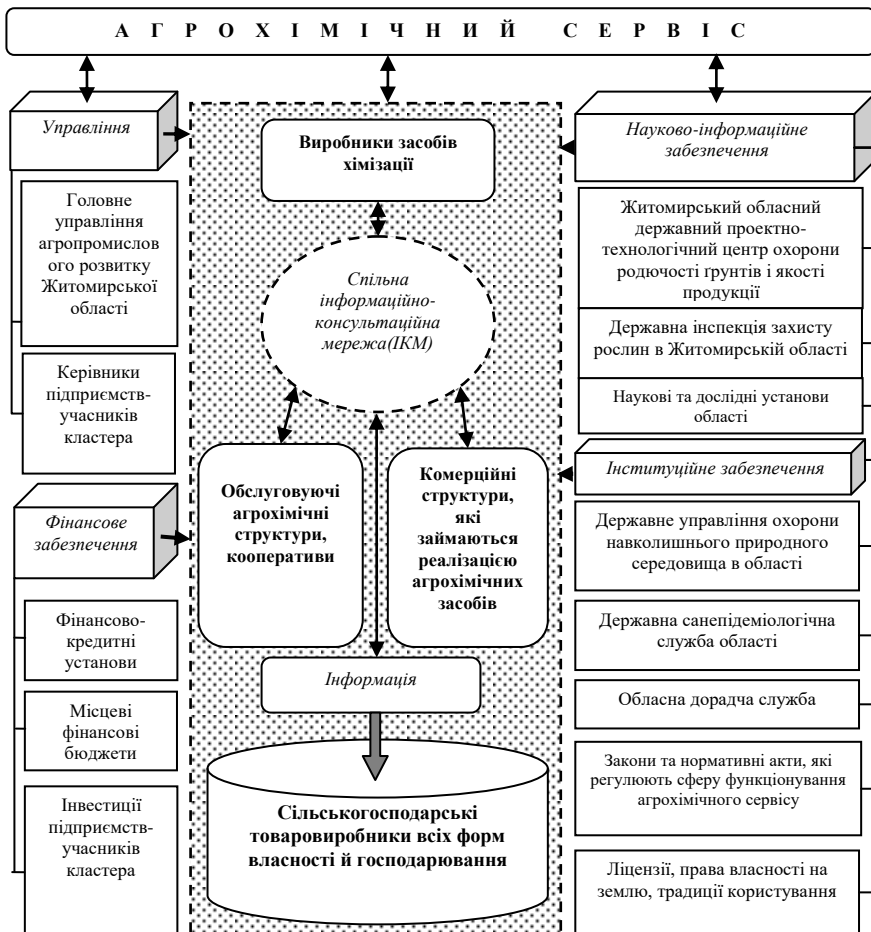 А Г Р О Х І М І Ч Н И Й С Е Р В І С
Управління
Головне
управління
агропромислов
ого розвитку
Житомирської
області
Керівники
підприємств-
учасників
кластера
Фінансове
забезпечення
Фінансово-
кредитні
установи
Місцеві
фінансові
бюджети
Інвестиції
підприємств-
учасників
кластера
Виробники засобів
хімізації
Спільна
інформаційно-
консультаційна
мережа(ІКМ)
Обслуговуючі
агрохімічні
структури,
кооперативи
Комерційні
структури,
які
займаються
реалізацією
агрохімічних
засобів
Інформація
Сільськогосподарські
товаровиробники всіх форм
власності й господарювання
Науково-інформаційне
забезпечення
Житомирський обласний
державний проектно-
технологічний центр охорони
родючості ґрунтів і якості
продукції
Державна інспекція захисту
рослин в Житомирській області
Наукові та дослідні установи
області
Інституційне забезпечення
Державне управління охорони
навколишнього природного
середовища в області
Державна санепідеміологічна
служба області
Обласна дорадча служба
Закони та нормативні акти, які
регулюють сферу функціонування
агрохімічного сервісу
Ліцензії, права власності на
землю, традиції користування